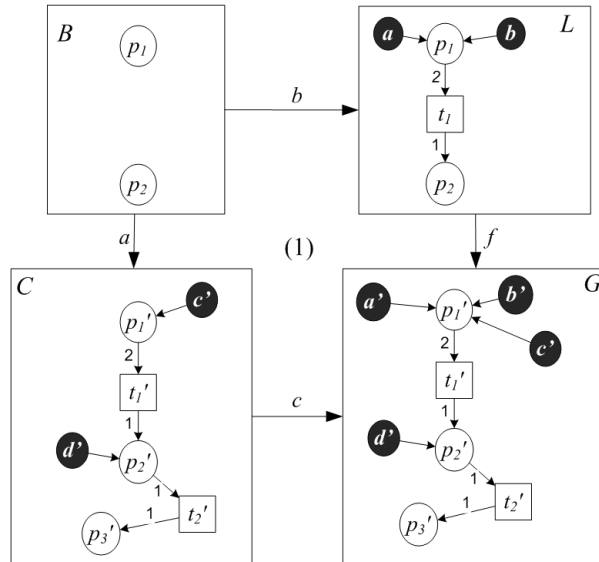 B
p1
p2
b
L
a
b
p1
2
t1
1
p2
a
(1)
f
C
c'
p1'
2
t1'
1
d'
p2'
1
t2'
1
p3'
c
G
a'
b'
p1'
c'
2
t1'
1
d'
p2'
1
t2'
1
p3'